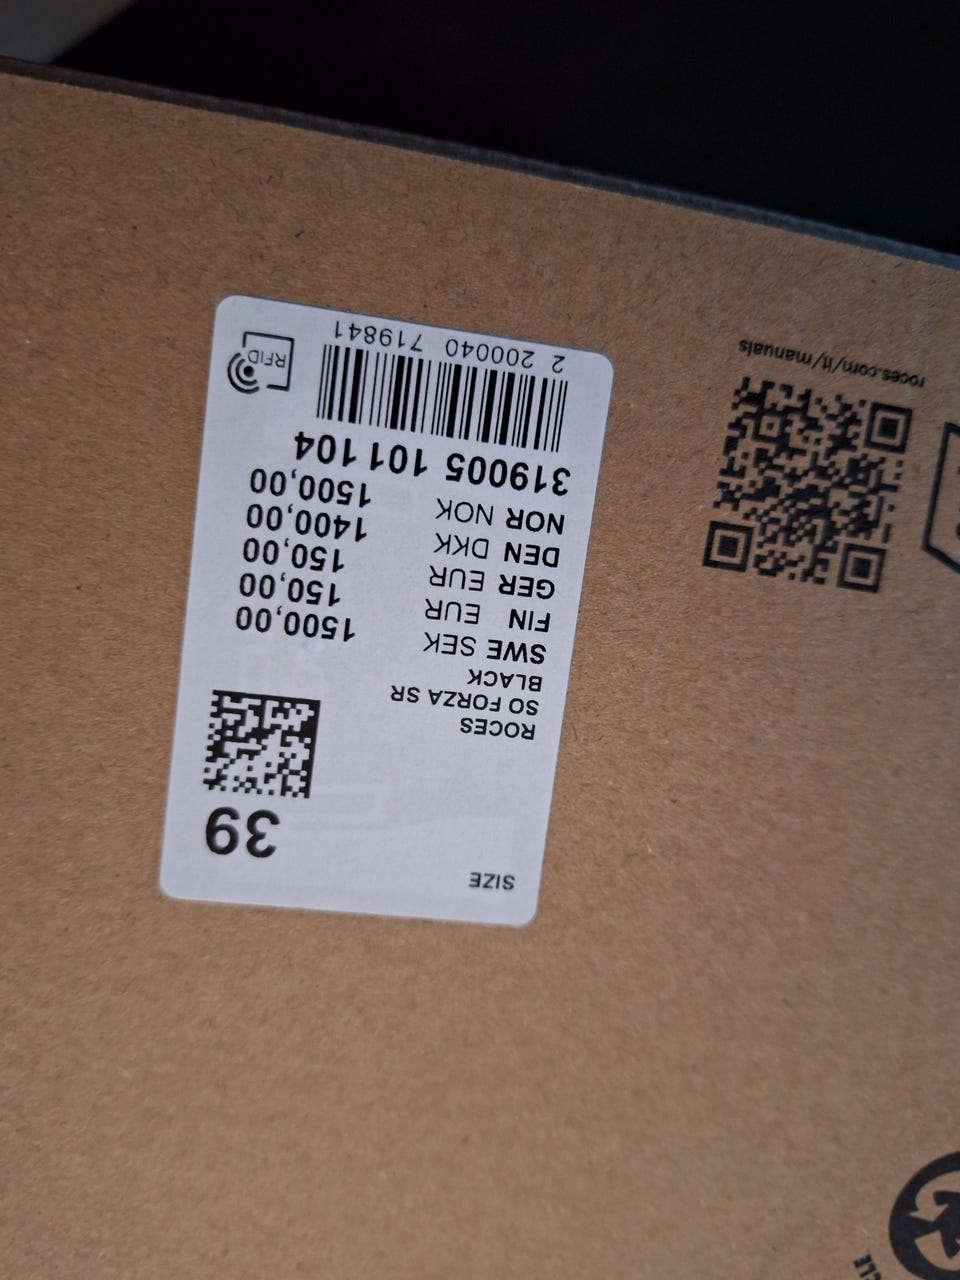 SIZE
39
ROCES
SO FORZA SR
BLACK
SWE SEK 1500,00
FIN EUR 150,00
GER EUR 150,00
DEN DKK 1400,00
NOR NOK 1500,00
319005 101 104
2 200040 719841
RFID
roces.com/it/manuals